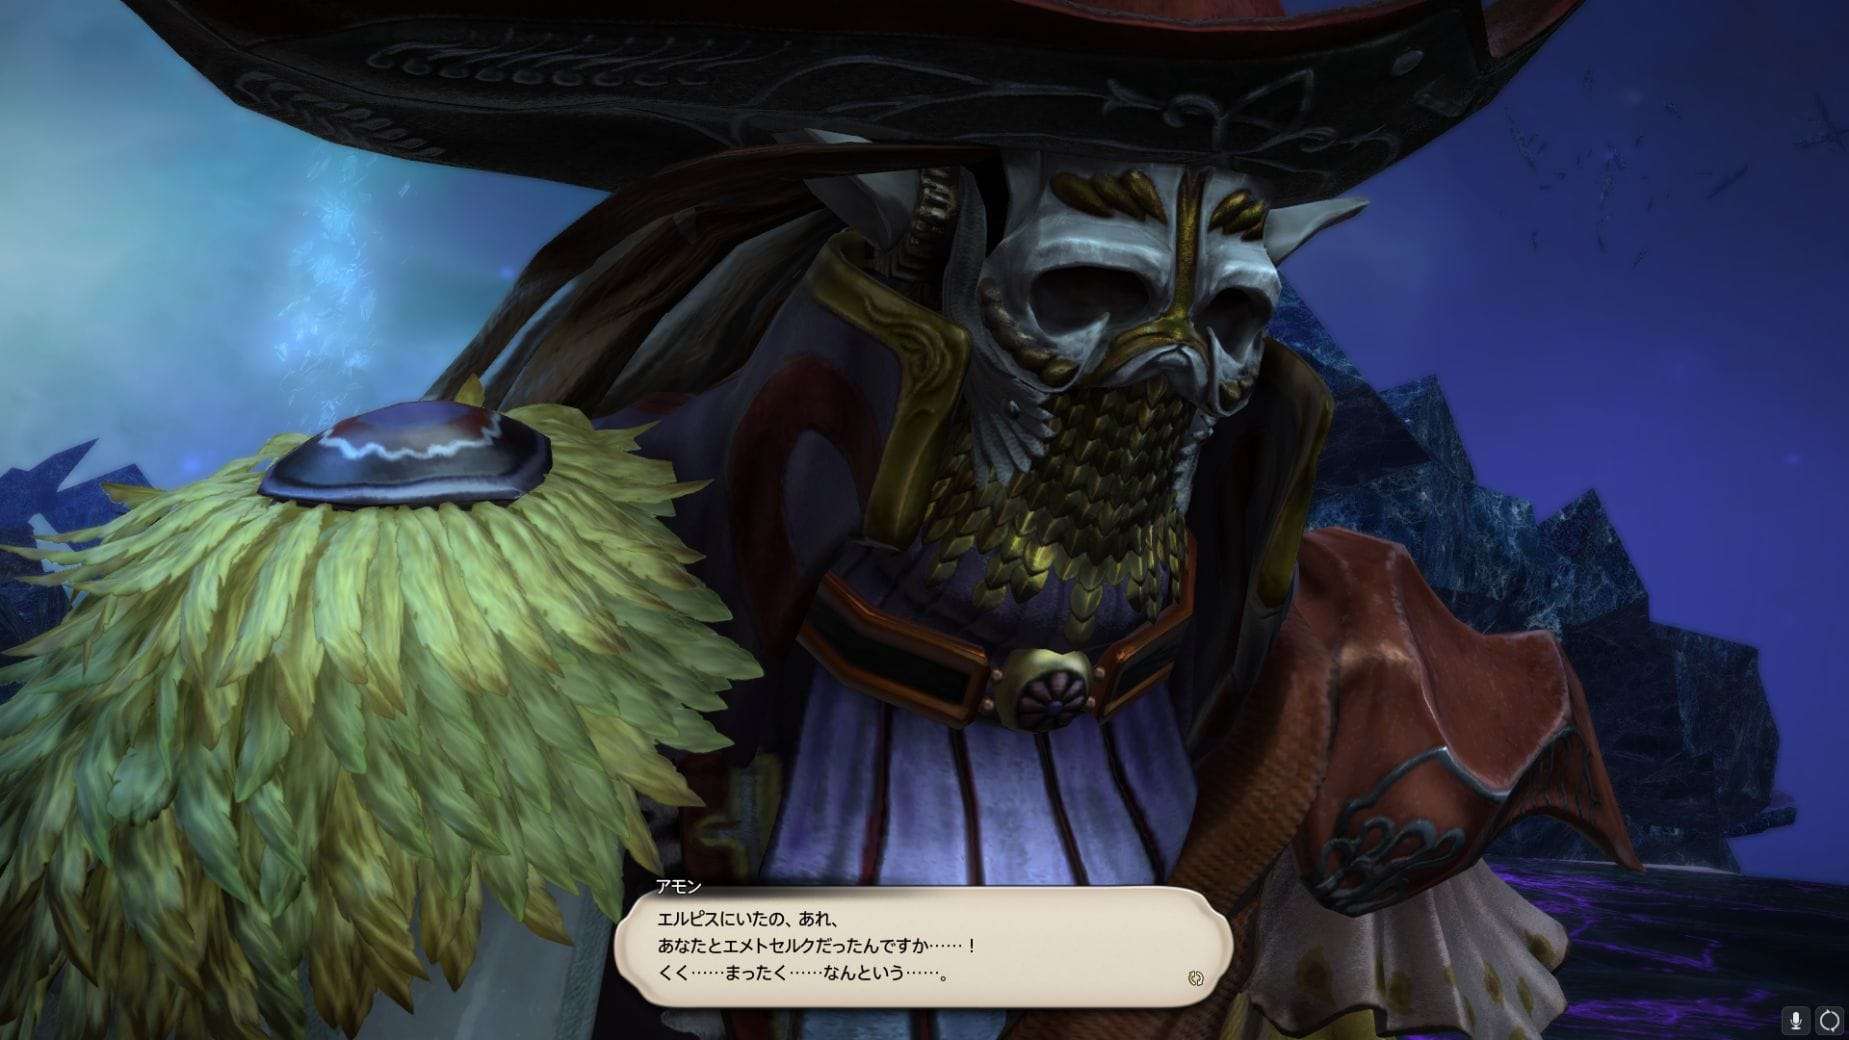 アモン
エルピスにいたの、あれ、
あなたとエメトセルクだったんですか……！
くく……まったく……なんという……。